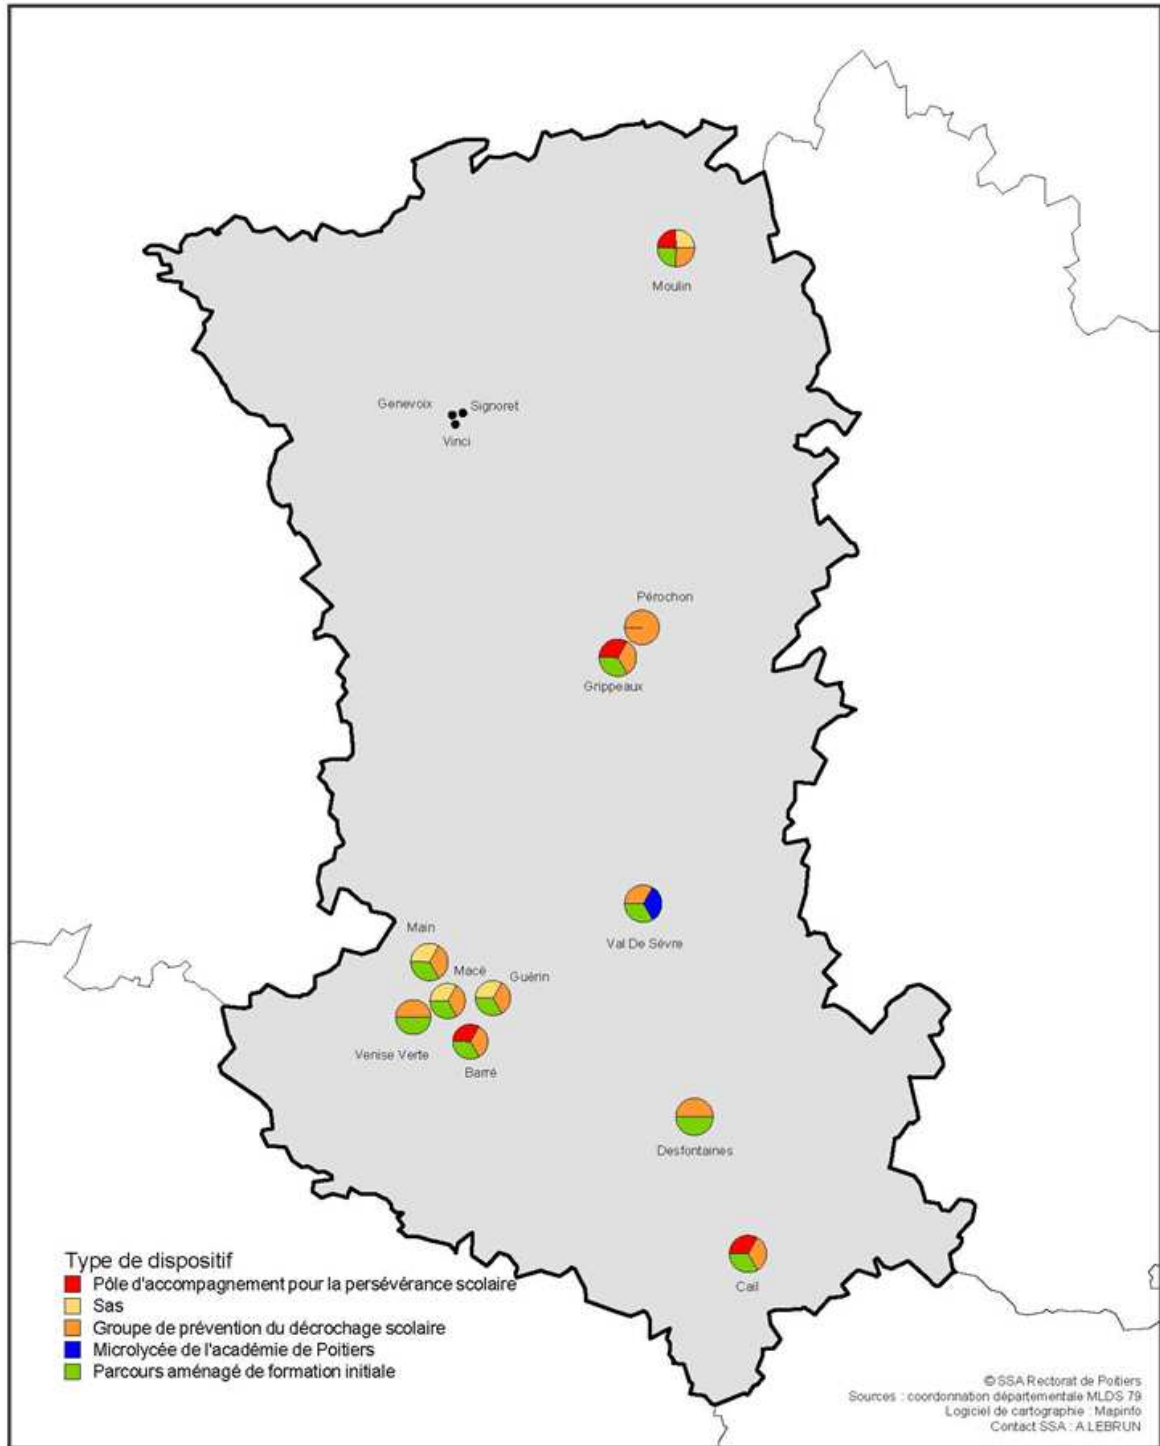 Moulin
Genevoix
Signoret
Vinci
Pérochon
Grippeaux
Val De Sèvre
Main
Macé
Guérin
Venise Verte
Barré
Desfontaines
Cail
Type de dispositif
Pôle d'accompagnement pour la persévérance scolaire
Sas
Groupe de prévention du décrochage scolaire
Microlycée de l'académie de Poitiers
Parcours aménagé de formation initiale
© SSA Rectorat de Poitiers
Sources : coordonnation départementale MLDS 79
Logiciel de cartographie : Mapinfo
Contact SSA : A.LEBRUN